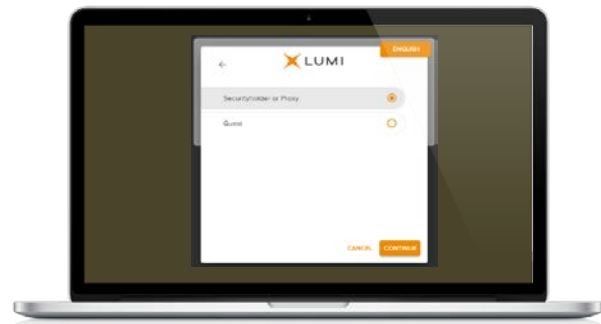 ENGLISH
LUMI
Securityholder or Proxy
Guest
CANCEL CONTINUE